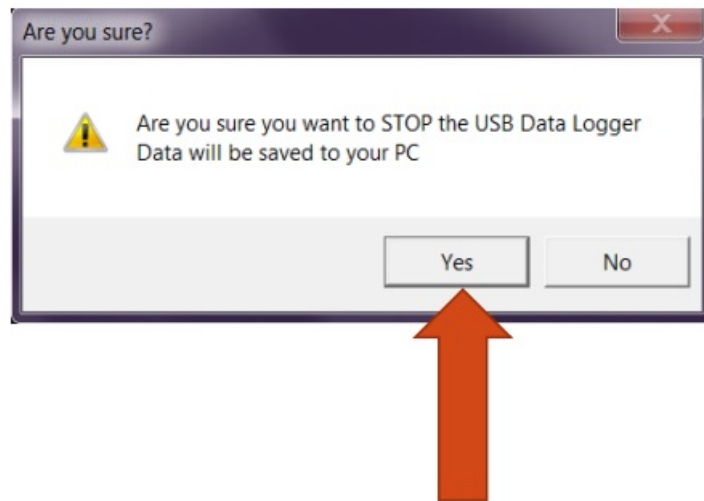 Are you sure?
X
Are you sure you want to STOP the USB Data Logger
Data will be saved to your PC
Yes
No